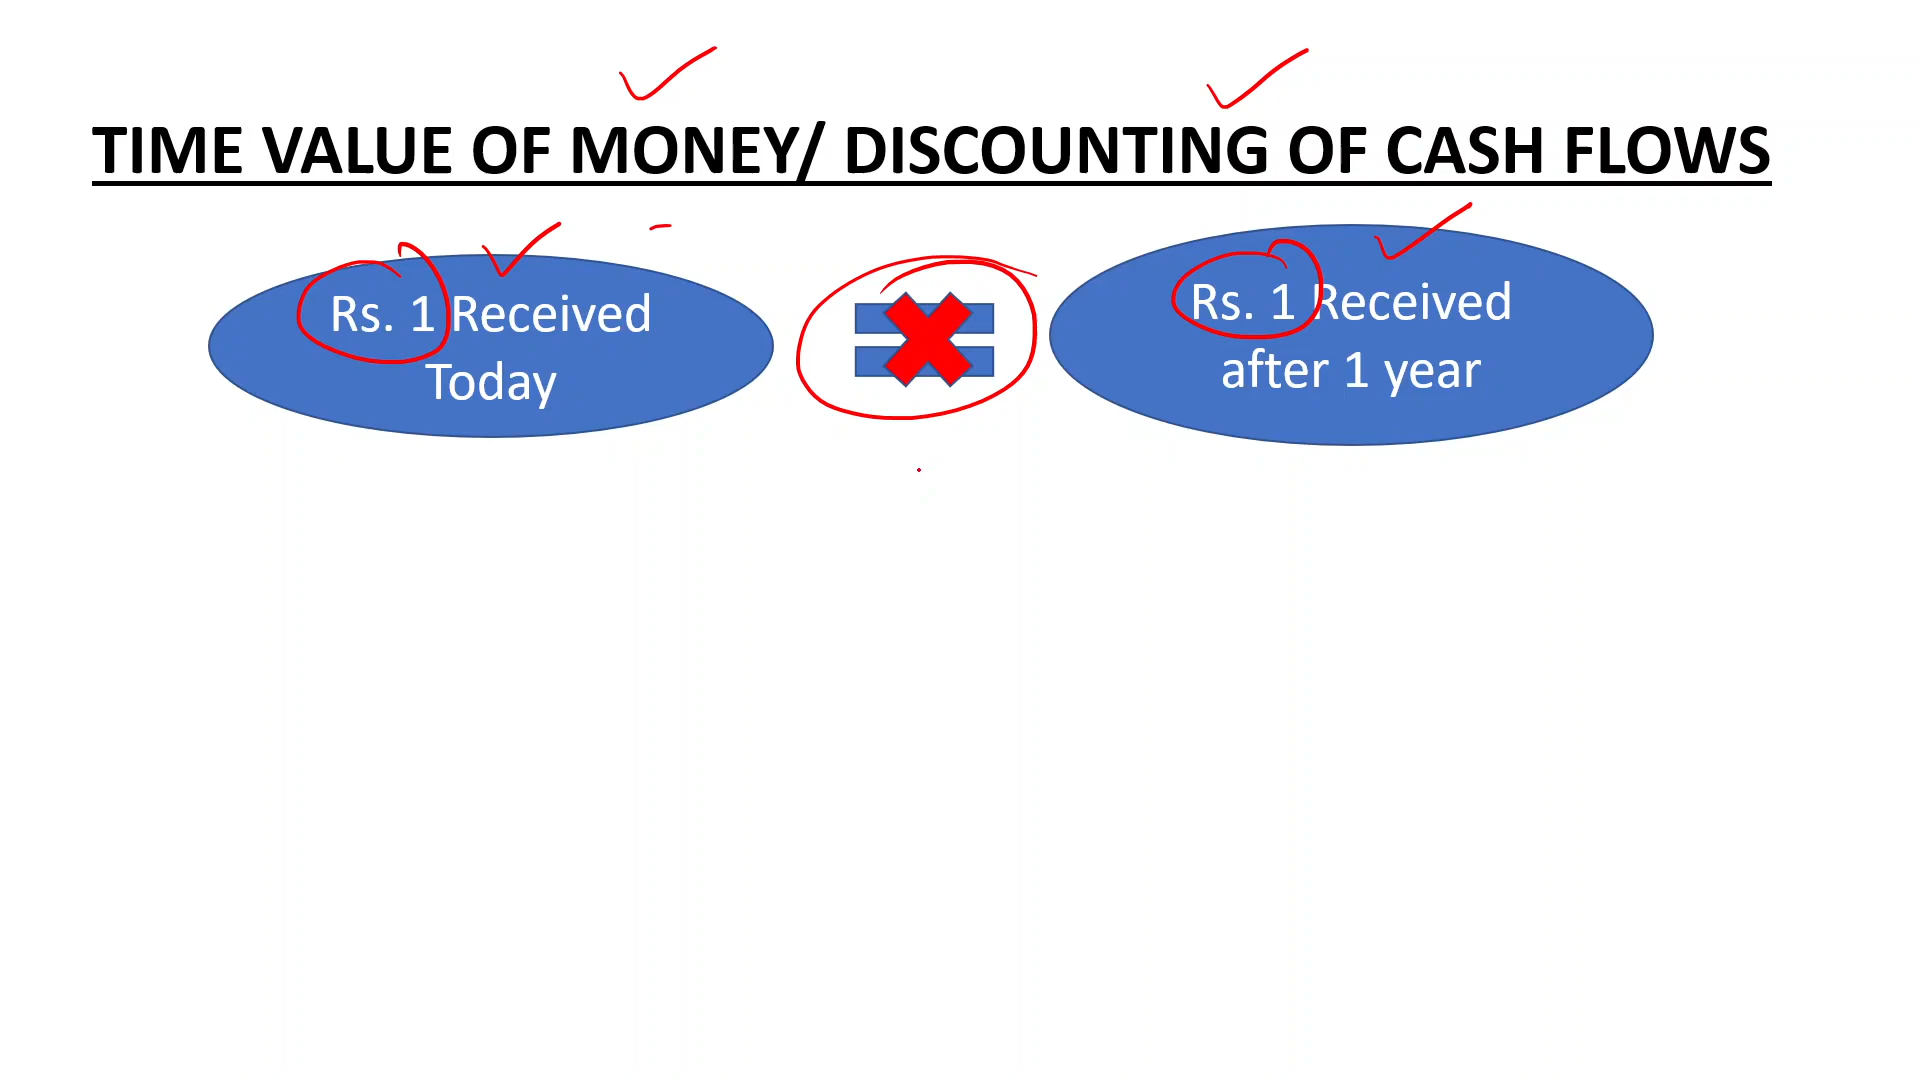 TIME VALUE OF MONEY/ DISCOUNTING OF CASH FLOWS
Rs. 1 Received
Today
Rs. 1 Received
after 1 year